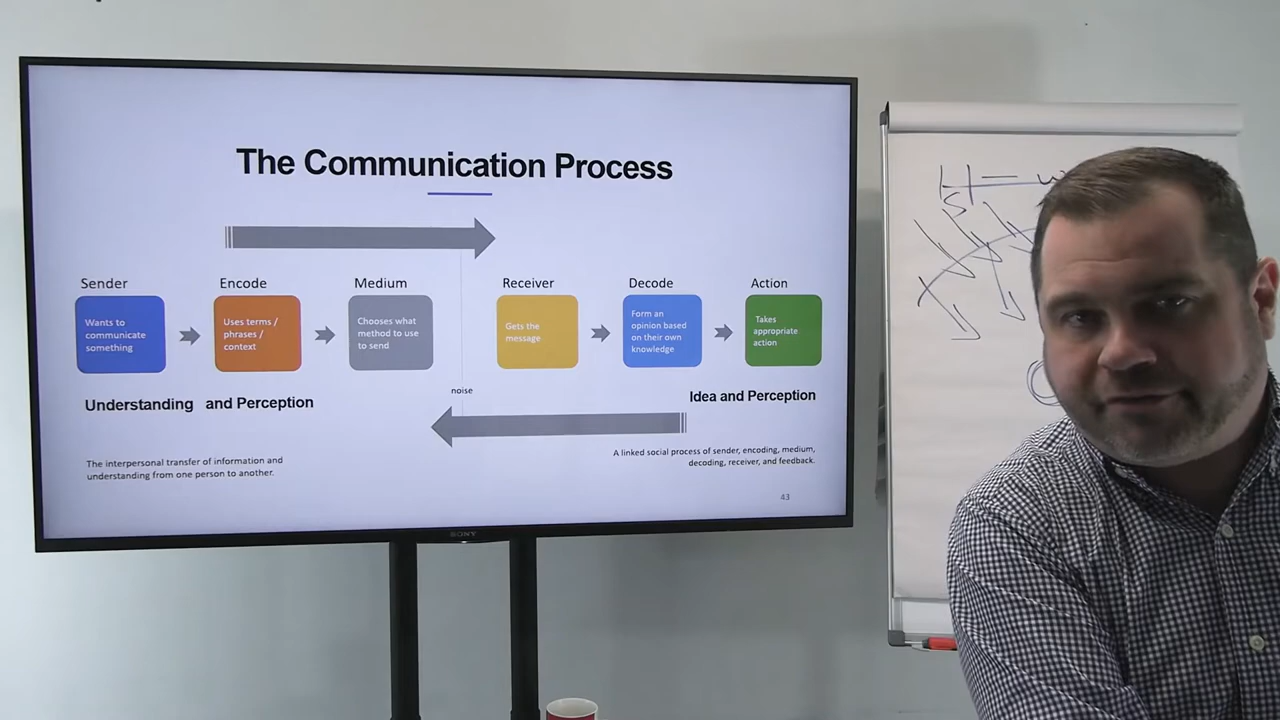 The Communication Process
Sender
Encode
Medium
Receiver
Decode
Action
Wants to
communicate
something
Uses terms /
phrases /
context
Chooses what
method to use
to send
Gets the
message
Form an
opinion based
on their own
knowledge
Takes
appropriate
action
noise
Understanding and Perception
Idea and Perception
The interpersonal transfer of information and
understanding from one person to another.
A linked social process of sender, encoding, medium,
decoding, receiver, and feedback.
43
SONY